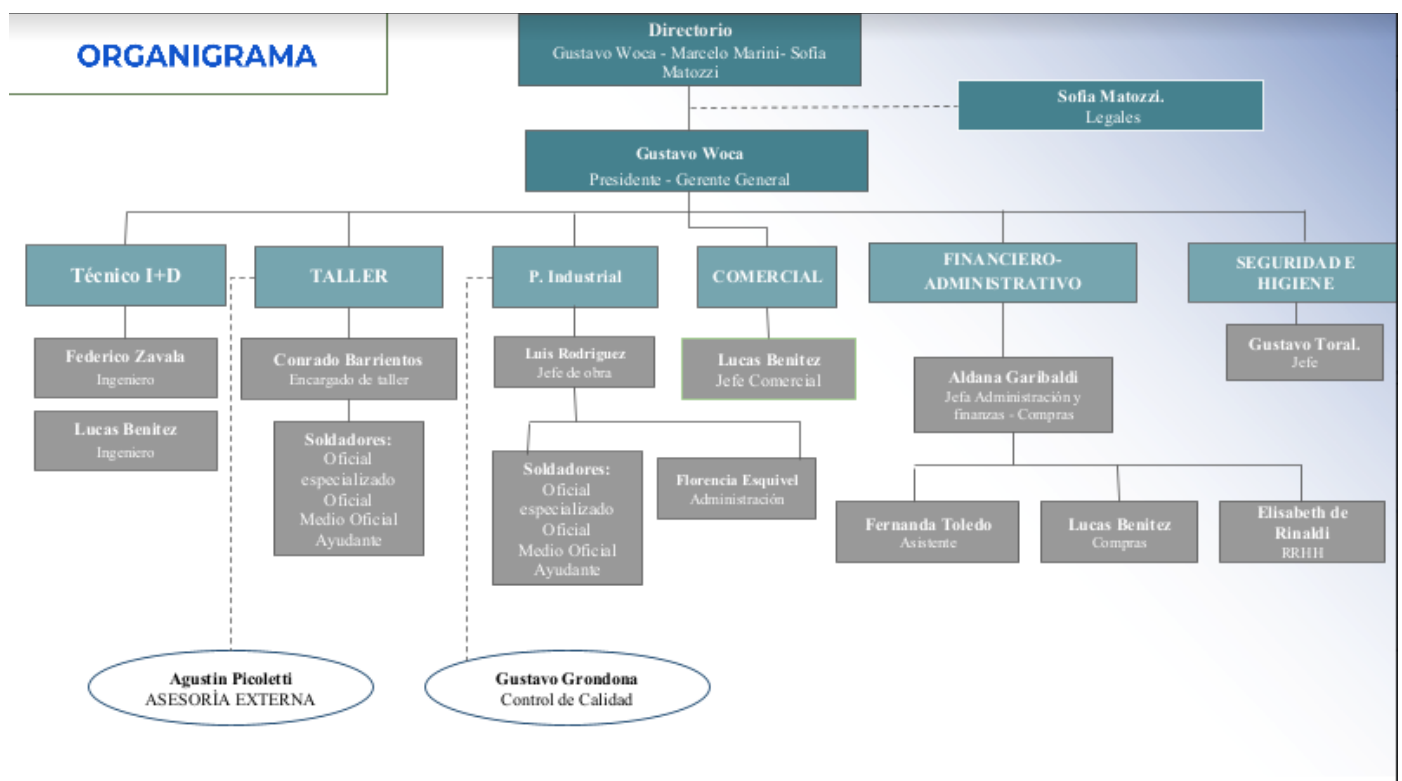 ORGANIGRAMA
Directorio
Gustavo Woca - Marcelo Marini- Sofía
Matozzi
Sofia Matozzi.
Legales
Gustavo Woca
Presidente - Gerente General
Técnico I+D
TALLER
P. Industrial
COMERCIAL
FINANCIERO-
ADMINISTRATIVO
SEGURIDAD E
HIGIENE
Federico Zavala
Ingeniero
Lucas Benitez
Ingeniero
Conrado Barrientos
Encargado de taller
Soldadores:
Oficial
especializado
Oficial
Medio Oficial
Ayudante
Luis Rodriguez
Jefe de obra
Soldadores:
Oficial
especializado
Oficial
Medio Oficial
Ayudante
Florencia Esquivel
Administración
Lucas Benitez
Jefe Comercial
Aldana Garibaldi
Jefa Administración y
finanzas - Compras
Fernanda Toledo
Asistente
Lucas Benitez
Compras
Elisabeth de
Rinaldi
RRHH
Gustavo Toral.
Jefe
Agustin Picoletti
ASESORÌA EXTERNA
Gustavo Grondona
Control de Calidad